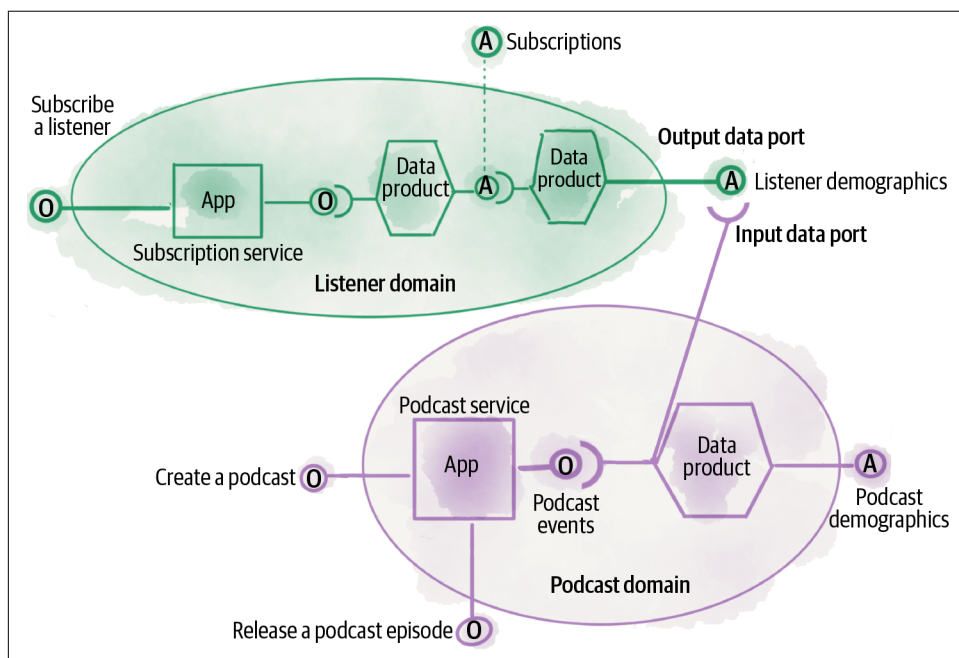 A Subscriptions
Subscribe
a listener
Output data port
Data
product
Data
product
App
O
O
A
A Listener demographics
Subscription service
Input data port
Listener domain
Podcast service
App
O
Data
product
Create a podcast O
A
Podcast
events
Podcast
demographics
Podcast domain
Release a podcast episode O